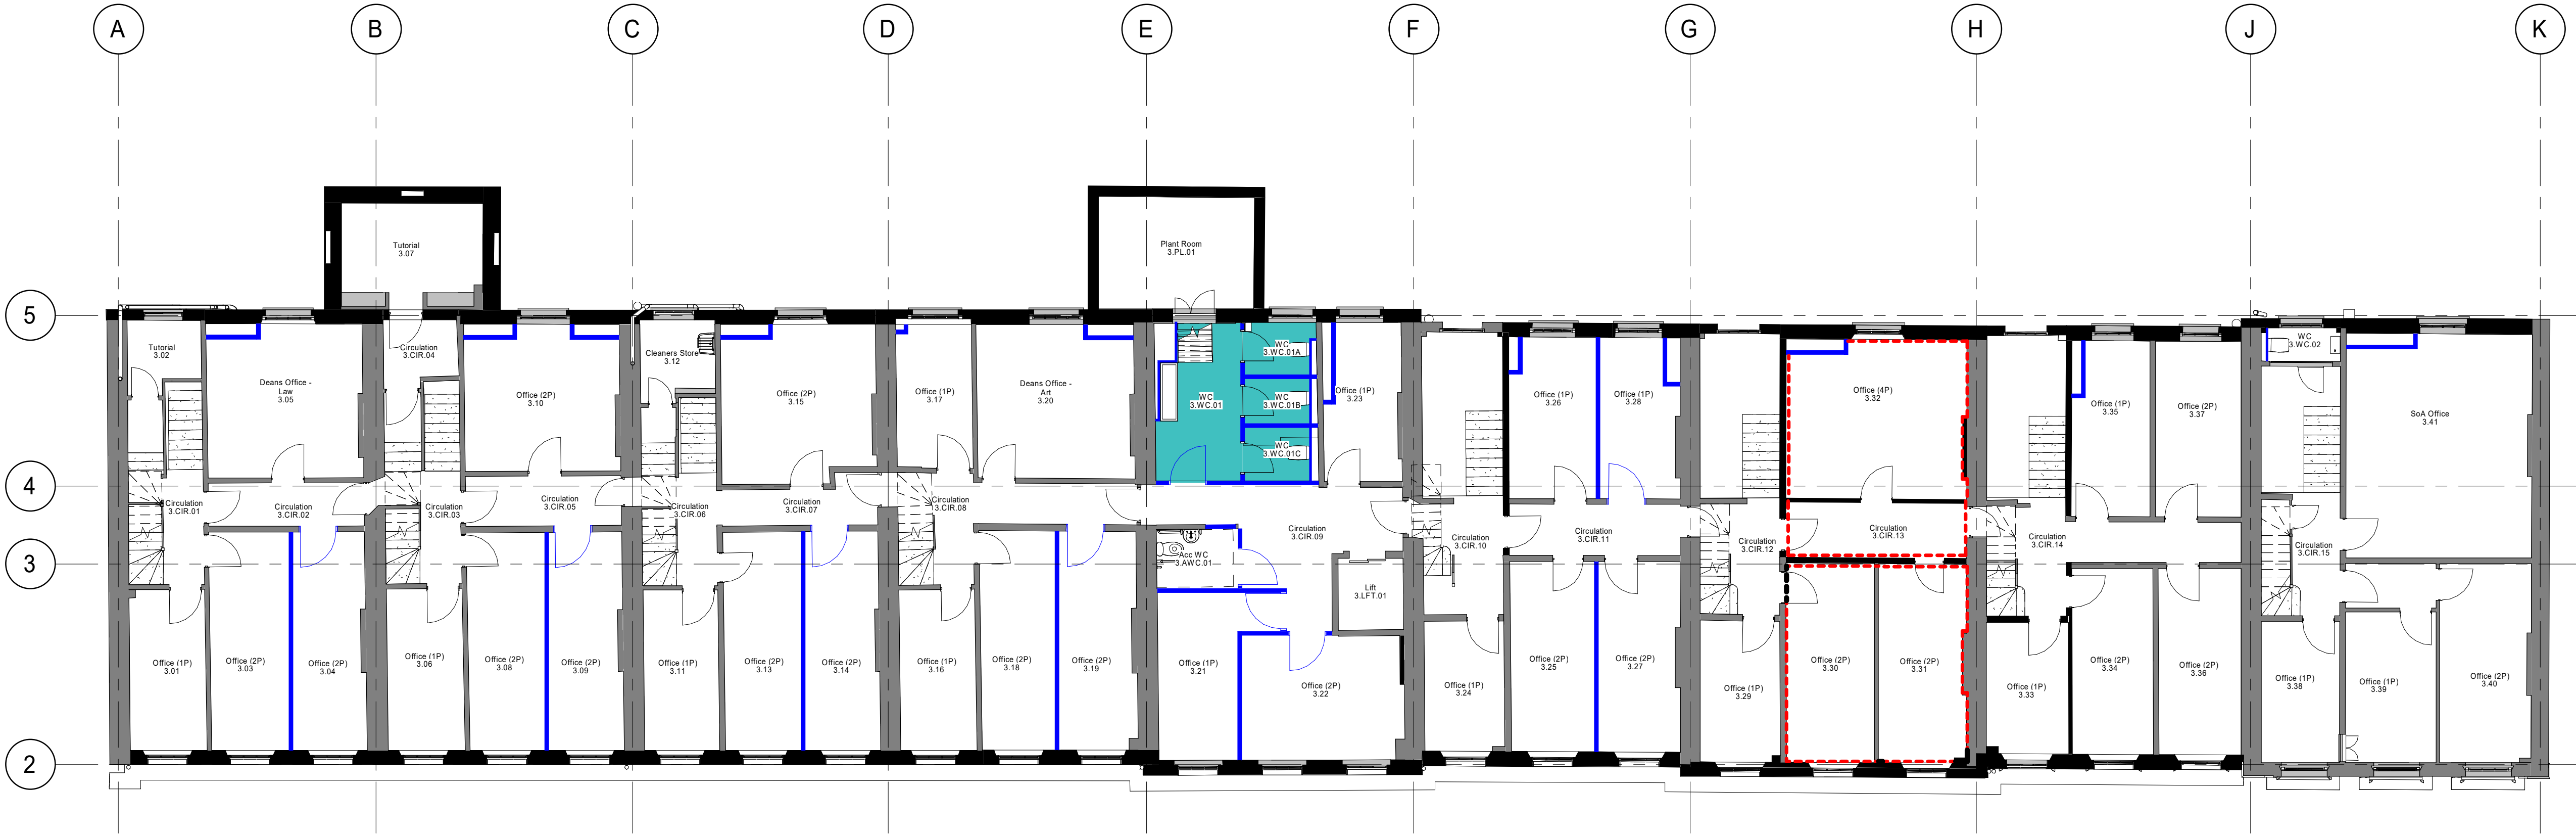 A
B
C
D
E
F
G
H
J
K
5
4
3
2
Tutorial
3.07
Plant Room
3.PL.01
Tutorial
3.02
Deans Office -
Law
3.05
Circulation
3.CIR.04
Office (2P)
3.10
Cleaners Store
3.12
Office (2P)
3.15
Office (1P)
3.17
Deans Office -
Art
3.20
WC
3.WC.01
WC
3.WC.01A
WC
3.WC.01B
WC
3.WC.01C
Office (1P)
3.23
Office (1P)
3.26
Office (1P)
3.28
Office (4P)
3.32
Office (1P)
3.35
Office (2P)
3.37
WC
3.WC.02
SoA Office
3.41
Circulation
3.CIR.01
Circulation
3.CIR.02
Circulation
3.CIR.03
Circulation
3.CIR.05
Circulation
3.CIR.06
Circulation
3.CIR.07
Circulation
3.CIR.08
Circulation
3.CIR.09
Circulation
3.CIR.10
Circulation
3.CIR.11
Circulation
3.CIR.12
Circulation
3.CIR.13
Circulation
3.CIR.14
Circulation
3.CIR.15
Acc WC
3.AWC.01
Lift
3.LFT.01
Office (1P)
3.01
Office (2P)
3.03
Office (2P)
3.04
Office (1P)
3.06
Office (2P)
3.08
Office (2P)
3.09
Office (1P)
3.11
Office (2P)
3.13
Office (2P)
3.14
Office (1P)
3.16
Office (2P)
3.18
Office (2P)
3.19
Office (1P)
3.21
Office (2P)
3.22
Office (1P)
3.24
Office (2P)
3.25
Office (2P)
3.27
Office (1P)
3.29
Office (2P)
3.30
Office (2P)
3.31
Office (1P)
3.33
Office (2P)
3.34
Office (2P)
3.36
Office (1P)
3.38
Office (1P)
3.39
Office (2P)
3.40